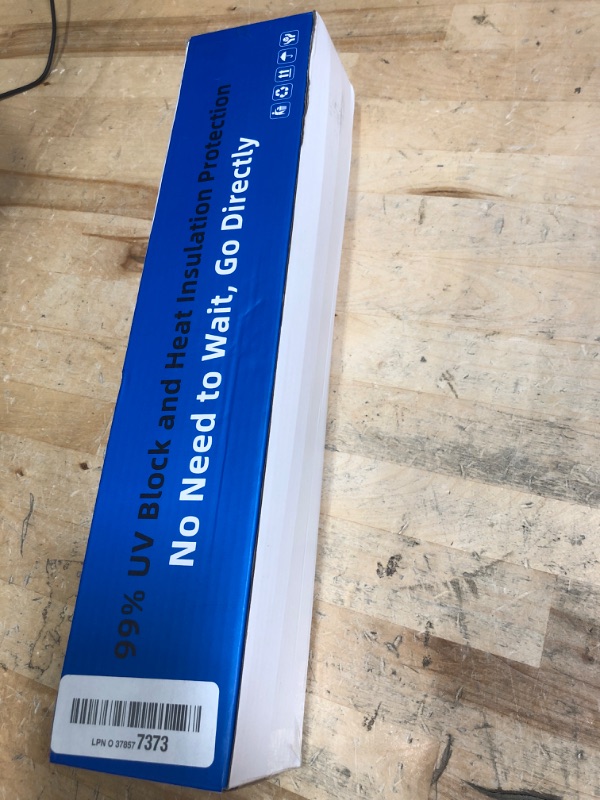 99% UV Block and Heat Insulation Protection
No Need to Wait, Go Directly
LPN O 37857 7373